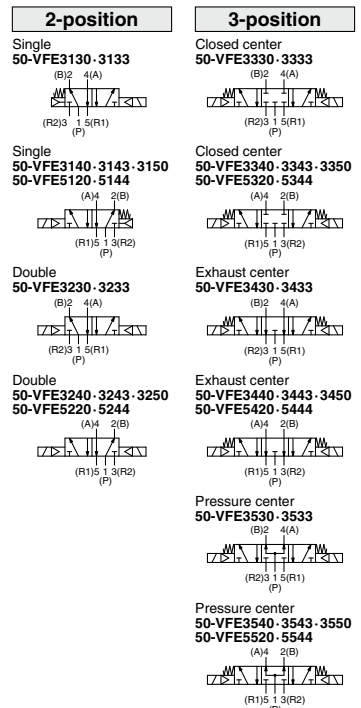 2-position
Single
50-VFE3130·3133
(B)2 4(A)
(R2)3 1 5(R1)
(P)
Single
50-VFE3140·3143·3150
50-VFE5120·5144
(A)4 2(B)
(R1)5 1 3(R2)
(P)
Double
50-VFE3230·3233
(B)2 4(A)
(R2)3 1 5(R1)
(P)
Double
50-VFE3240·3243·3250
50-VFE5220·5244
(A)4 2(B)
(R1)5 1 3(R2)
(P)
3-position
Closed center
50-VFE3330·3333
(B)2 4(A)
(R2)3 1 5(R1)
(P)
Closed center
50-VFE3340·3343·3350
50-VFE5320·5344
(A)4 2(B)
(R1)5 1 3(R2)
(P)
Exhaust center
50-VFE3430·3433
(B)2 4(A)
(R2)3 1 5(R1)
(P)
Exhaust center
50-VFE3440·3443·3450
50-VFE5420·5444
(A)4 2(B)
(R1)5 1 3(R2)
(P)
Pressure center
50-VFE3530·3533
(B)2 4(A)
(R2)3 1 5(R1)
(P)
Pressure center
50-VFE3540·3543·3550
50-VFE5520·5544
(A)4 2(B)
(R1)5 1 3(R2)
(P)